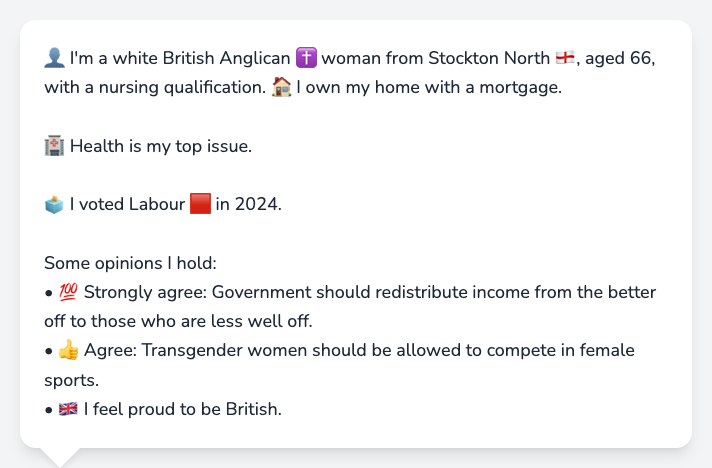 👤 I'm a white British Anglican ✝️ woman from Stockton North 🏴󠁧󠁢󠁥󠁮󠁧󠁿, aged 66,
with a nursing qualification. 🏠 I own my home with a mortgage.
🏥 Health is my top issue.
🗳️ I voted Labour 🟥 in 2024.
Some opinions I hold:
• 💯 Strongly agree: Government should redistribute income from the better
off to those who are less well off.
• 👍 Agree: Transgender women should be allowed to compete in female
sports.
• 🇬🇧 I feel proud to be British.